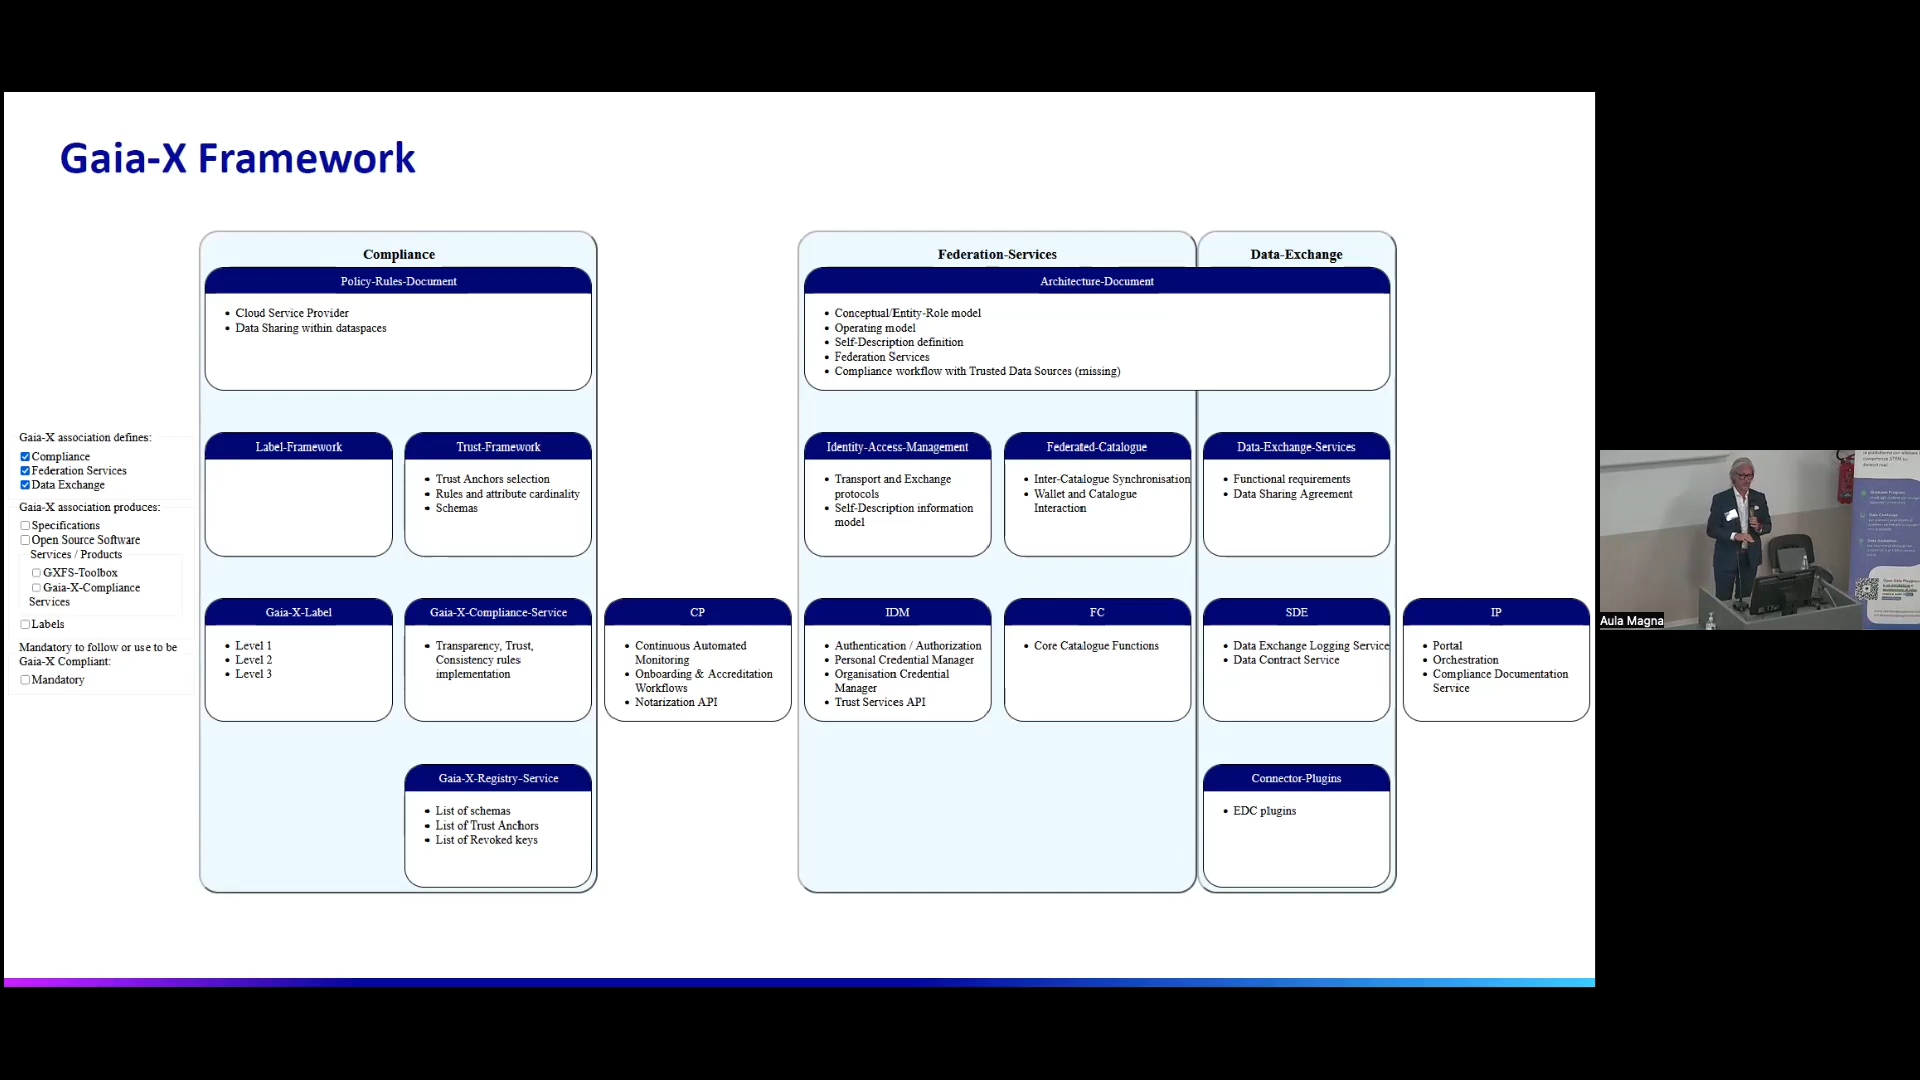 Gaia-X Framework
Compliance
Policy-Rules-Document
Cloud Service Provider
Data Sharing within dataspaces
Federation-Services
Data-Exchange
Architecture-Document
Conceptual/Entity-Role model
Operating model
Self-Description definition
Federation Services
Compliance workflow with Trusted Data Sources (missing)
Gaia-X association defines:
Compliance
Federation Services
Data Exchange
Gaia-X association produces:
Specifications
Open Source Software
Services / Products
GXFS-Toolbox
Gaia-X-Compliance
Services
Labels
Mandatory to follow or use to be
Gaia-X Compliant:
Mandatory
Label-Framework
Trust-Framework
Trust Anchors selection
Rules and attribute cardinality
Schemas
Identity-Access-Management
Transport and Exchange
protocols
Self-Description information
model
Federated-Catalogue
Inter-Catalogue Synchronisation
Wallet and Catalogue
Interaction
Data-Exchange-Services
Functional requirements
Data Sharing Agreement
Gaia-X-Label
Level 1
Level 2
Level 3
Gaia-X-Compliance-Service
Transparency, Trust,
Consistency rules
implementation
CP
Continuous Automated
Monitoring
Onboarding & Accreditation
Workflows
Notarization API
IDM
Authentication / Authorization
Personal Credential Manager
Organisation Credential
Manager
Trust Services API
FC
Core Catalogue Functions
SDE
Data Exchange Logging Service
Data Contract Service
IP
Portal
Orchestration
Compliance Documentation
Service
Gaia-X-Registry-Service
List of schemas
List of Trust Anchors
List of Revoked keys
Connector-Plugins
EDC plugins
Aula Magna